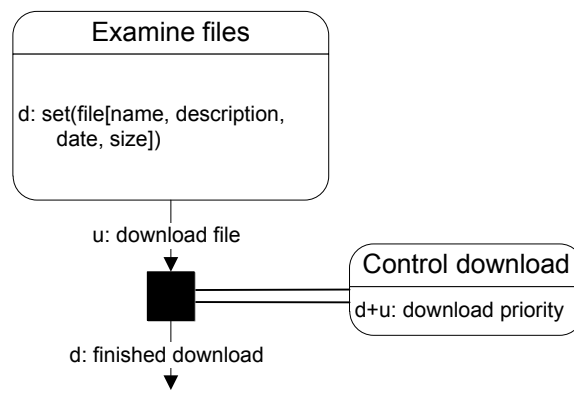 Examine files
d: set(file[name, description,
date, size])
u: download file
Control download
d+u: download priority
d: finished download